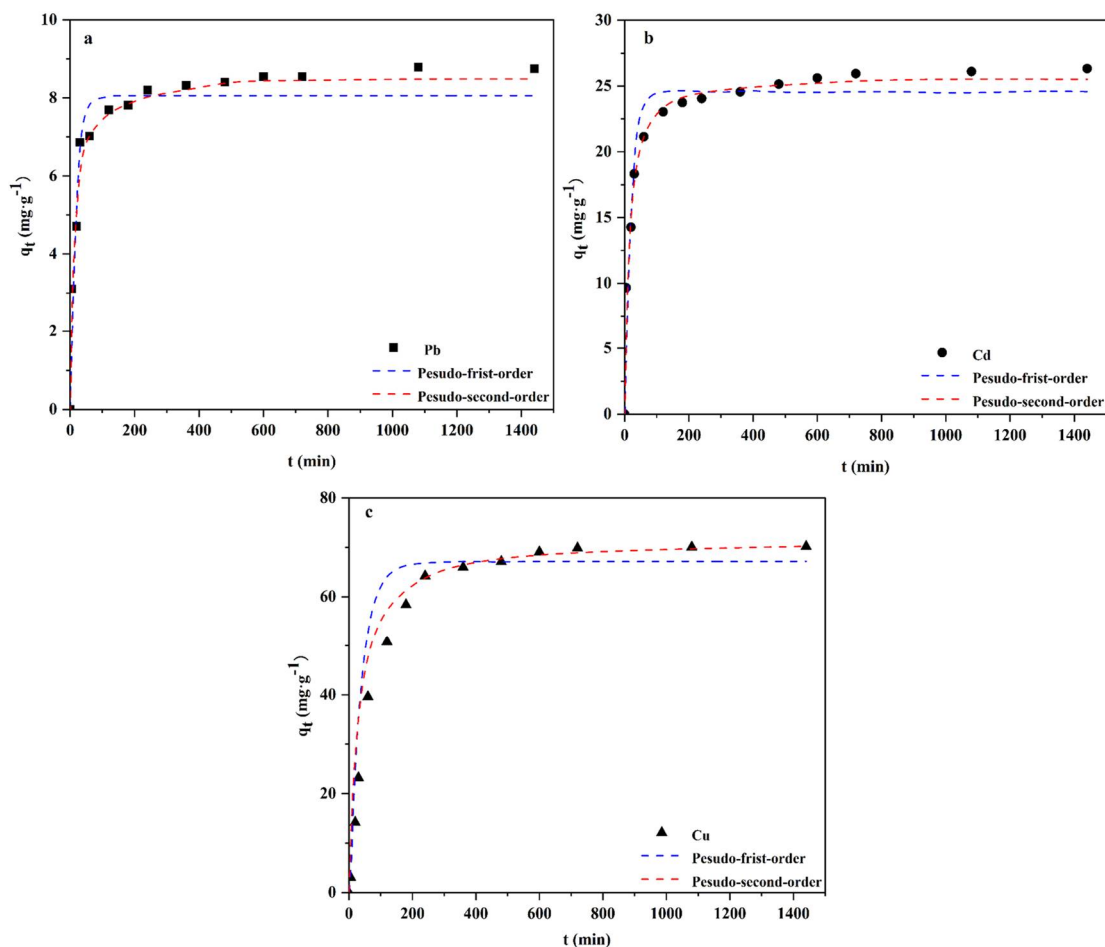 a
10
8
6
4
2
0
q_t (mg·g^-1)
Pb
Pesudo-frist-order
Pesudo-second-order
0 200 400 600 800 1000 1200 1400
t (min)
b
30
25
20
15
10
5
0
q_t (mg·g^-1)
Cd
Pesudo-frist-order
Pesudo-second-order
0 200 400 600 800 1000 1200 1400
t (min)
c
80
60
40
20
0
q_t (mg·g^-1)
Cu
Pesudo-frist-order
Pesudo-second-order
0 200 400 600 800 1000 1200 1400
t (min)